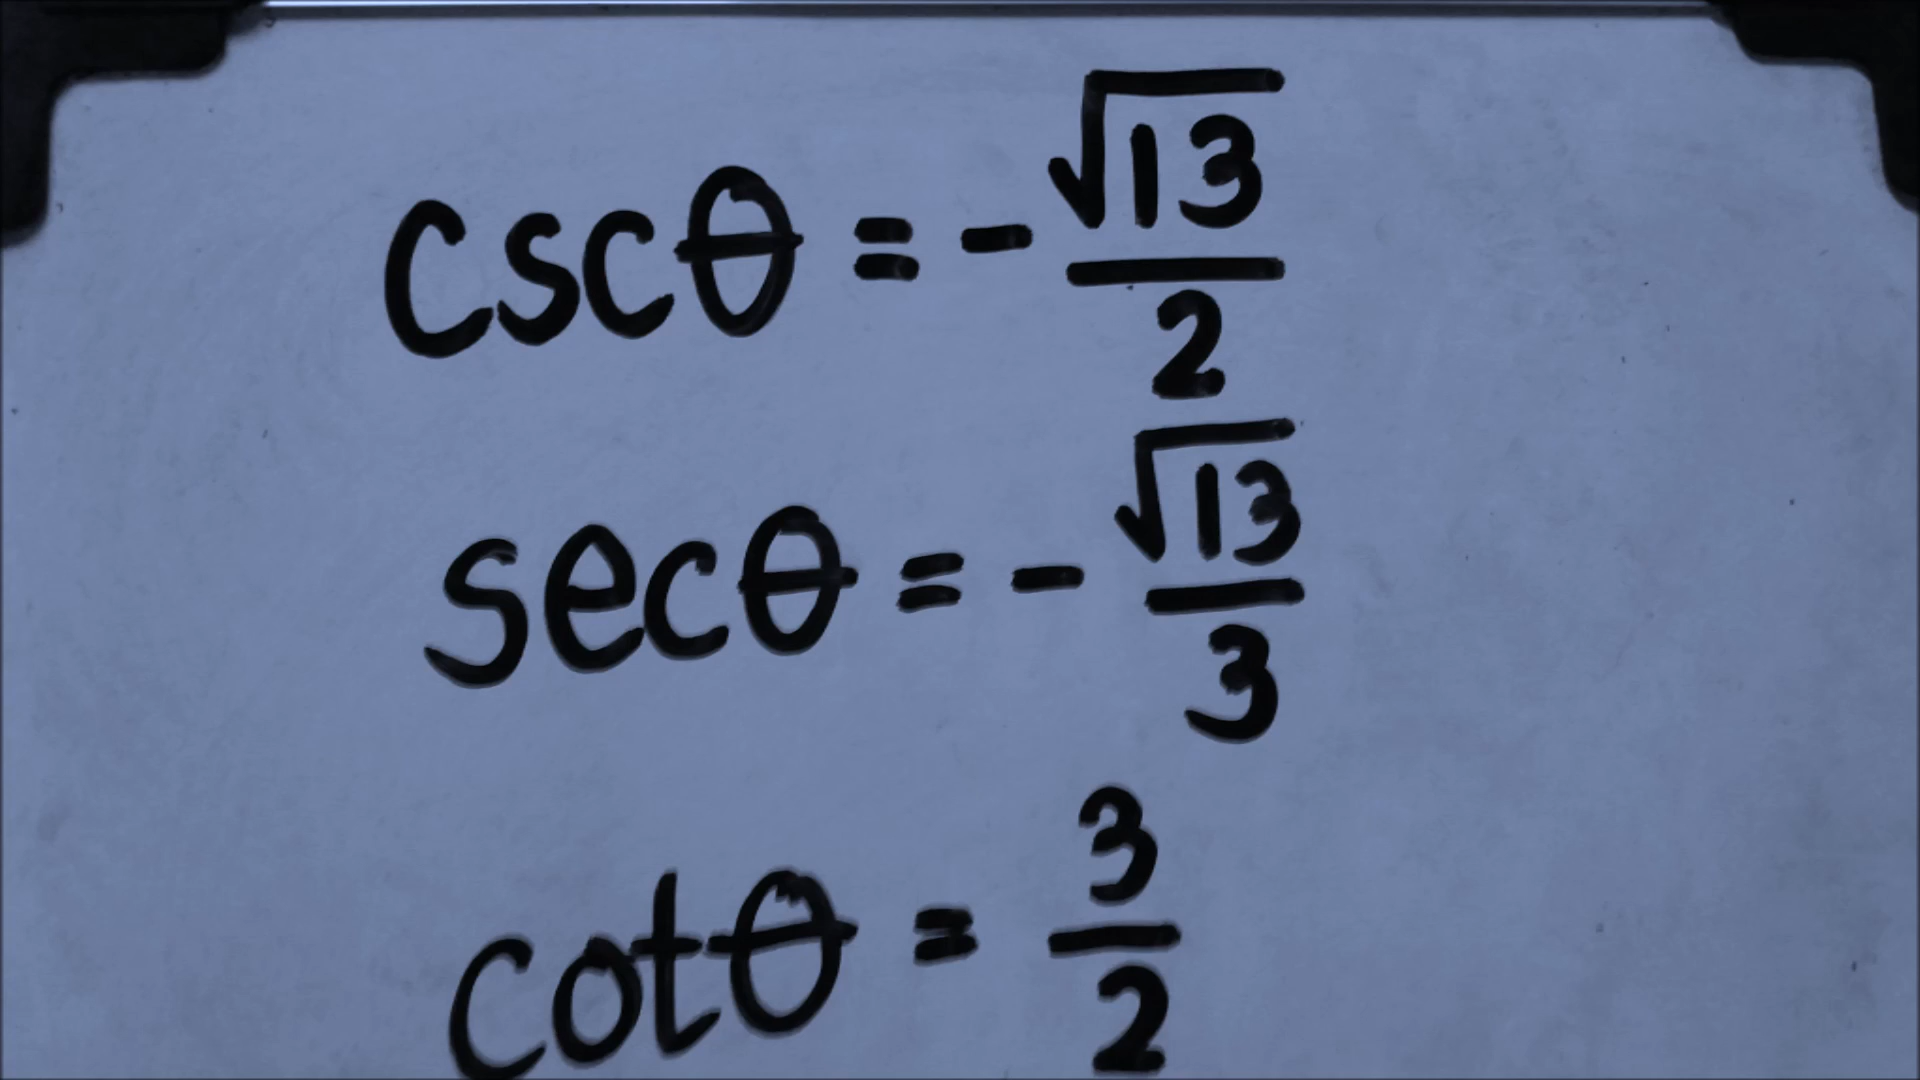 cscθ = -√13/2
secθ = -√13/3
cotθ = 3/2